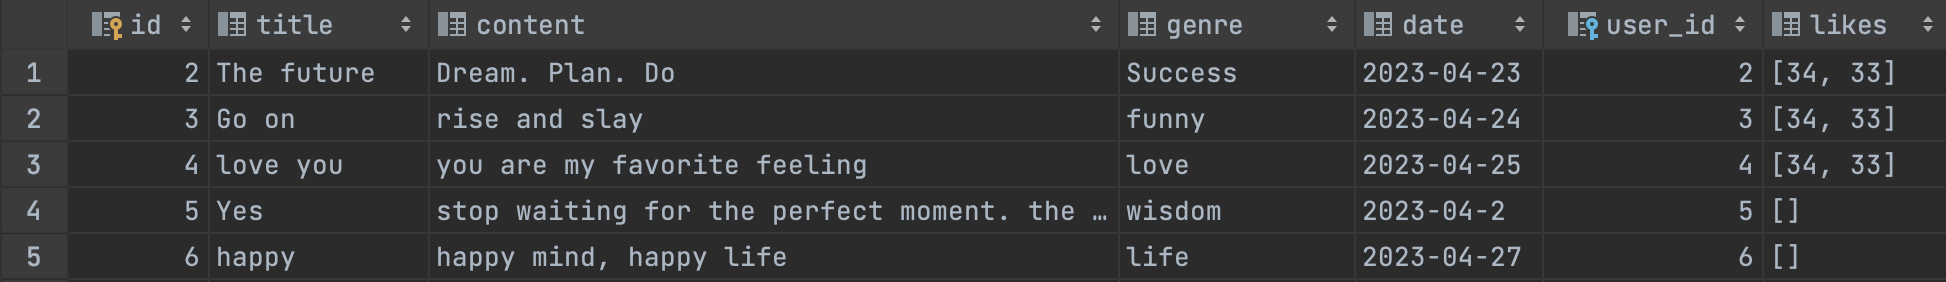 id title content genre date user_id likes
1 2 The future Dream. Plan. Do Success 2023-04-23 2 [34, 33]
2 3 Go on rise and slay funny 2023-04-24 3 [34, 33]
3 4 love you you are my favorite feeling love 2023-04-25 4 [34, 33]
4 5 Yes stop waiting for the perfect moment. the … wisdom 2023-04-2 5 []
5 6 happy happy mind, happy life life 2023-04-27 6 []